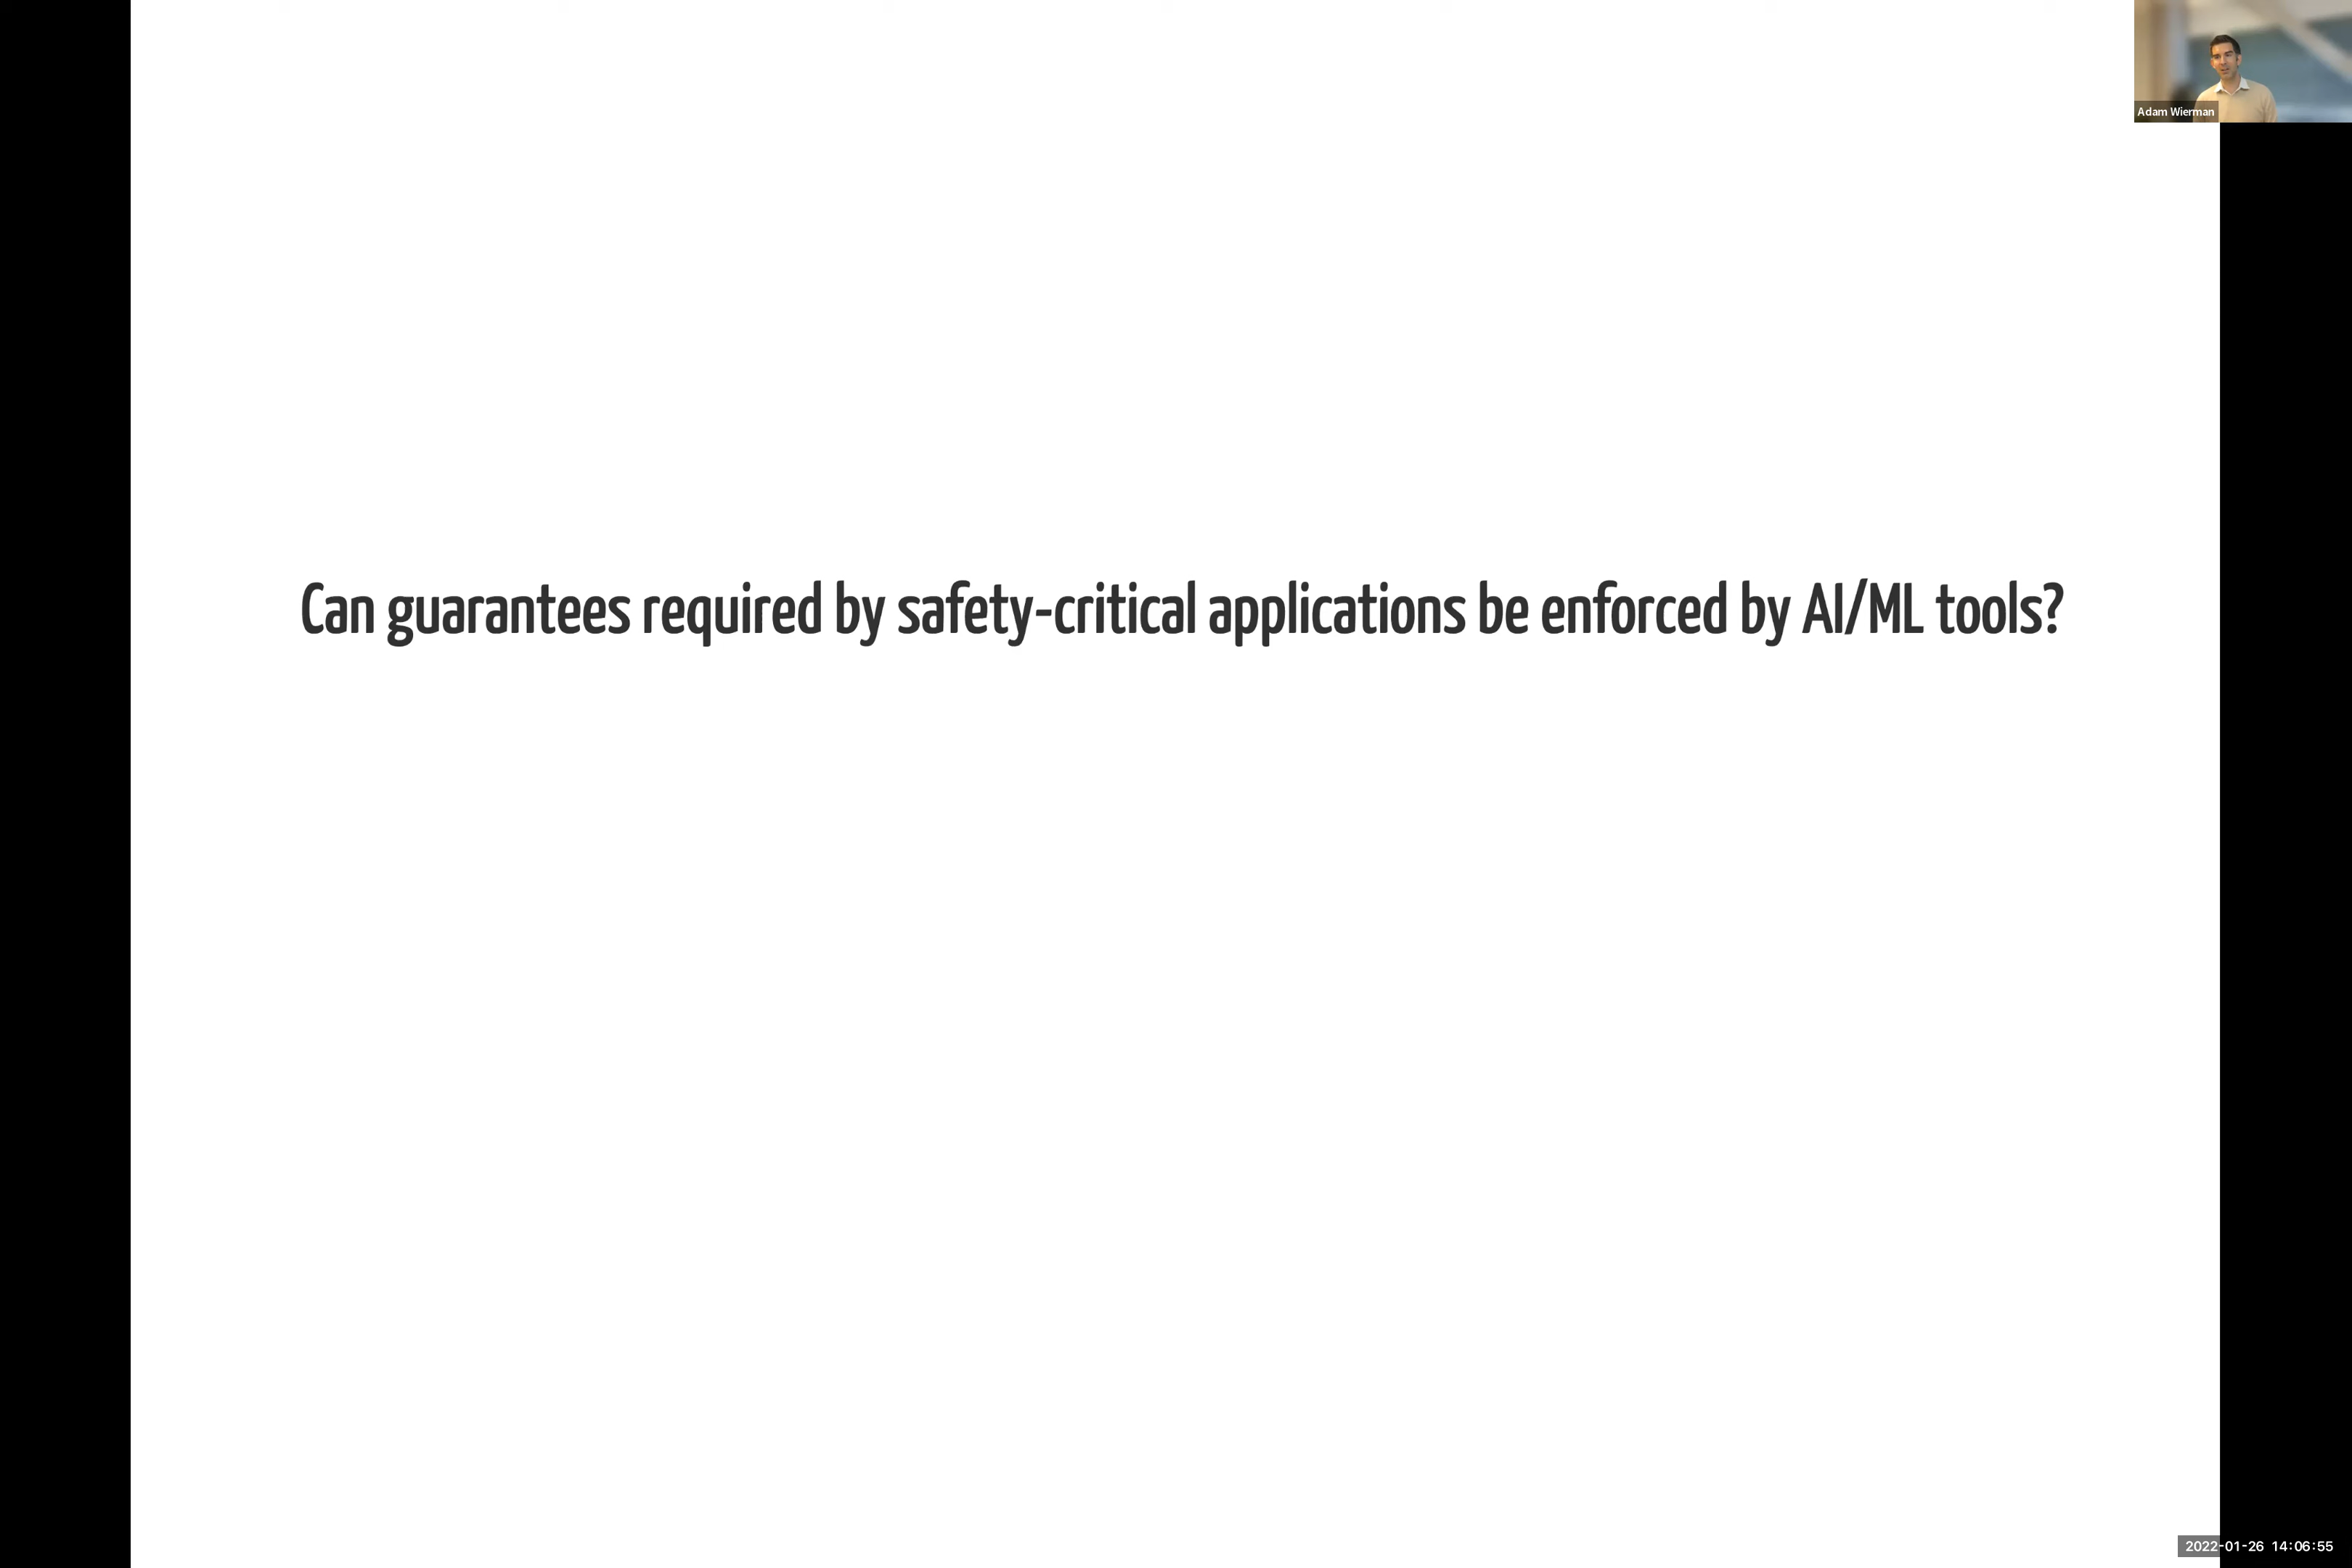 Adam Wierman
Can guarantees required by safety-critical applications be enforced by AI/ML tools?
2022-01-26 14:06:55